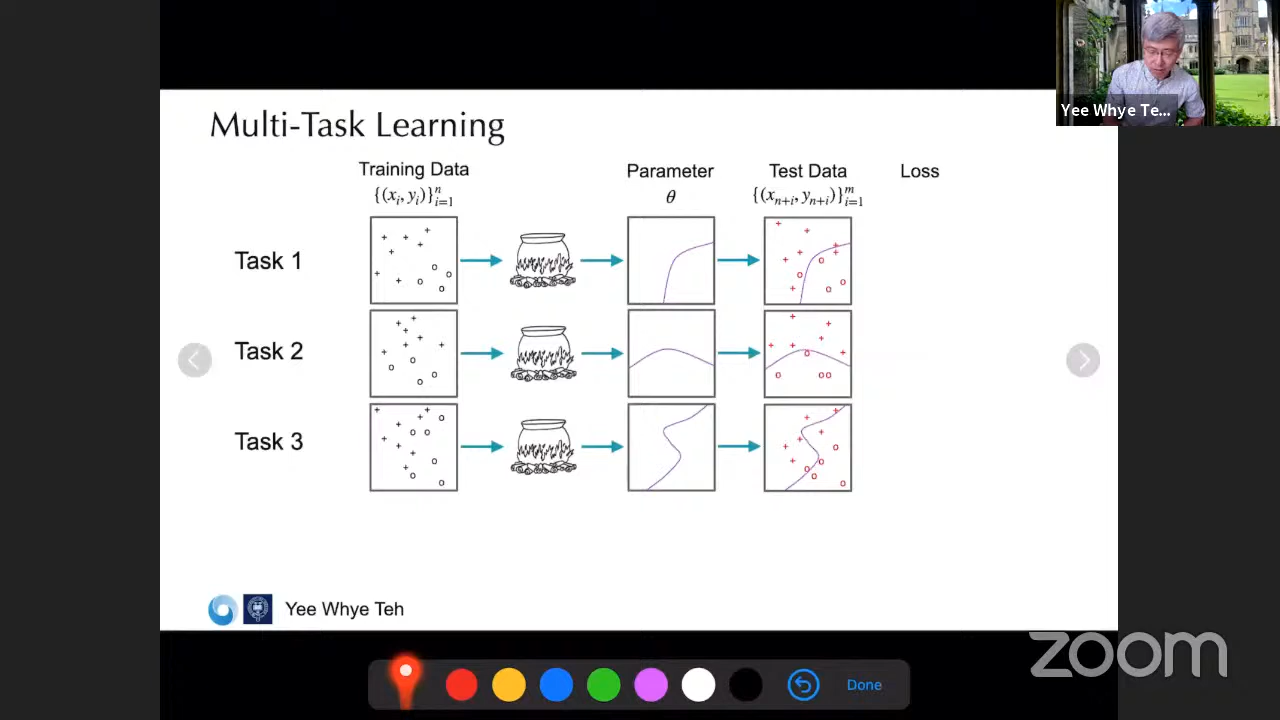 Multi-Task Learning
Training Data
Parameter
Test Data
Loss
{(xᵢ, yᵢ)}ⁿᵢ₌₁
θ
{(xₙ₊ᵢ, yₙ₊ᵢ)}ᵐᵢ₌₁
Task 1
Task 2
Task 3
Yee Whye Teh
Yee Whye Te...
zoom
Done